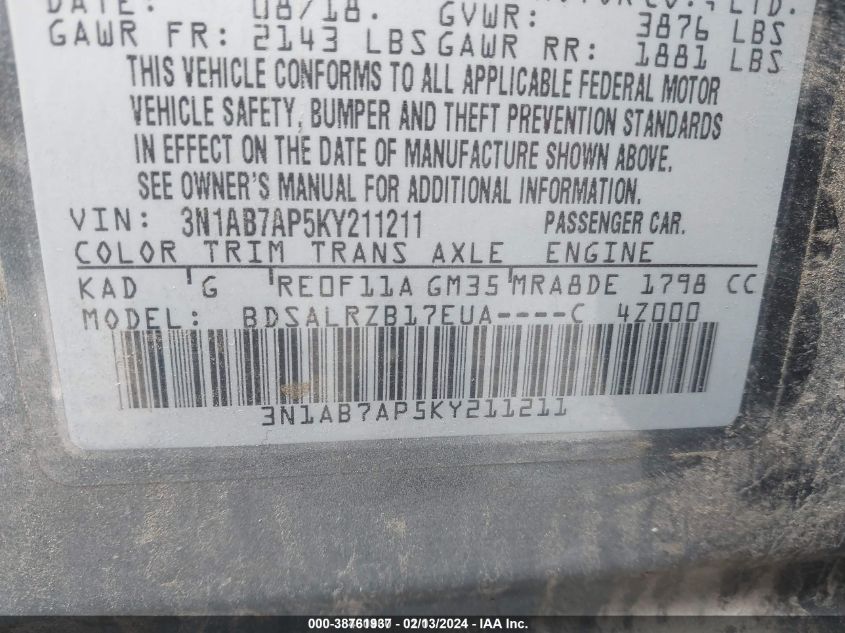 DATE: 08/18. GVWR: 3876 LBS
GAWR FR: 2143 LBS GAWR RR: 1881 LBS
THIS VEHICLE CONFORMS TO ALL APPLICABLE FEDERAL MOTOR
VEHICLE SAFETY, BUMPER AND THEFT PREVENTION STANDARDS
IN EFFECT ON THE DATE OF MANUFACTURE SHOWN ABOVE.
SEE OWNER'S MANUAL FOR ADDITIONAL INFORMATION.
VIN: 3N1AB7AP5KY211211 PASSENGER CAR.
COLOR TRIM TRANS AXLE ENGINE
KAD G RE0F11A GM35 MRA8DE 1798 CC
MODEL: BDSALRZB17EUA----C 4Z000
3N1AB7AP5KY211211
000-38761937 - 02/13/2024 - IAA Inc.